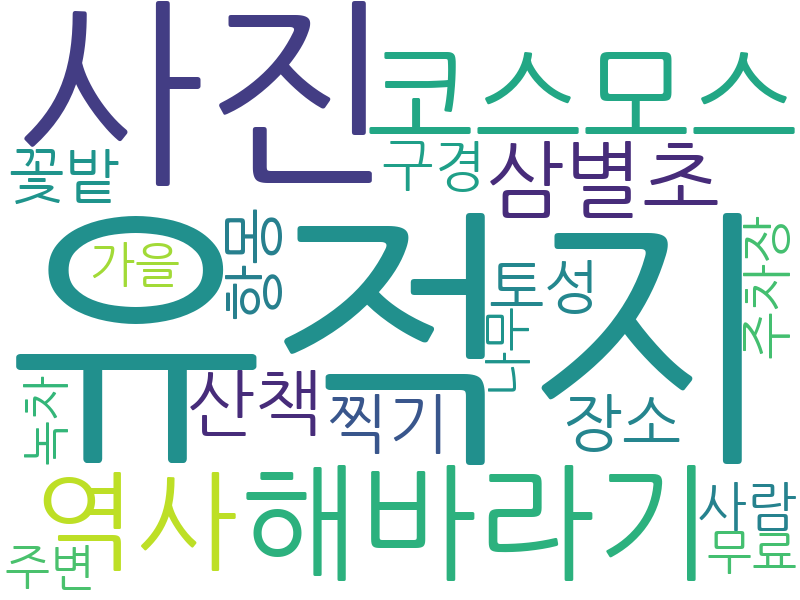 사진
코스모스
꽃밭
구경
삼별초
유적지
가을
항몽
토성
나무
주차장
녹차
산책
찍기
장소
역사
해바라기
사람
주변
무료